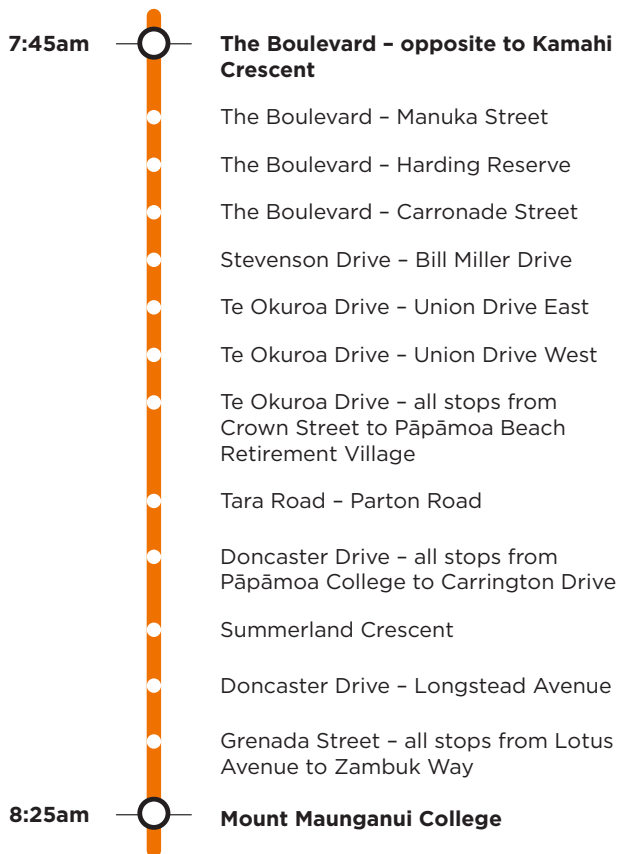 7:45am
The Boulevard – opposite to Kamahi
Crescent
The Boulevard – Manuka Street
The Boulevard – Harding Reserve
The Boulevard – Carronade Street
Stevenson Drive – Bill Miller Drive
Te Okuroa Drive – Union Drive East
Te Okuroa Drive – Union Drive West
Te Okuroa Drive – all stops from
Crown Street to Pāpāmoa Beach
Retirement Village
Tara Road – Parton Road
Doncaster Drive – all stops from
Pāpāmoa College to Carrington Drive
Summerland Crescent
Doncaster Drive – Longstead Avenue
Grenada Street – all stops from Lotus
Avenue to Zambuk Way
8:25am
Mount Maunganui College